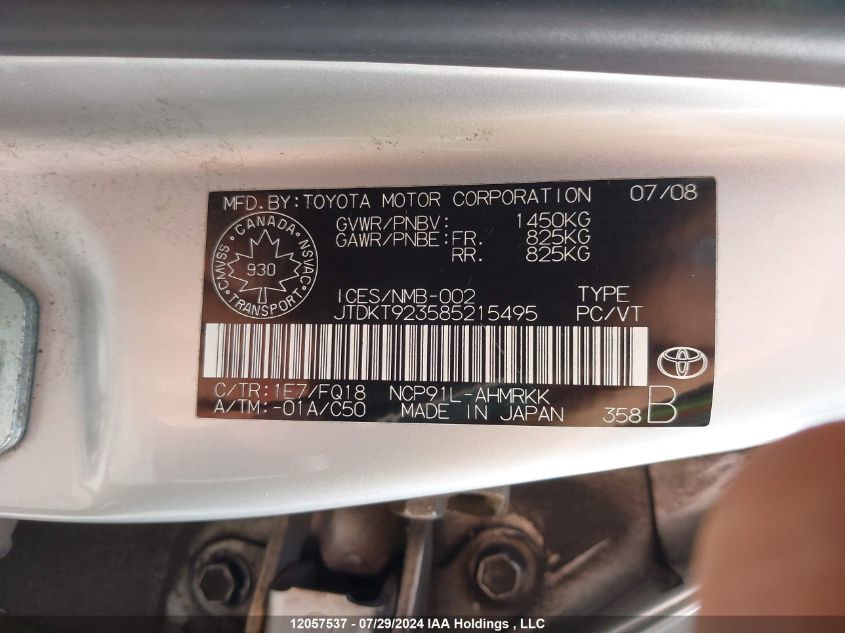 MFD.BY:TOYOTA MOTOR CORPORATION 07/08
GVWR/PNBV: 1450KG
GAWR/PNBE:FR. 825KG
RR. 825KG
CANADA
CMVSS 930 NSVAC
TRANSPORT
ICES/NMB-002 TYPE
JTDKT923585215495 PC/VT
C/TR:1E7/FQ18 NCP91L-AHMRKK
A/TM:-01A/C50 MADE IN JAPAN 358 B
12057537 - 07/29/2024 IAA Holdings , LLC